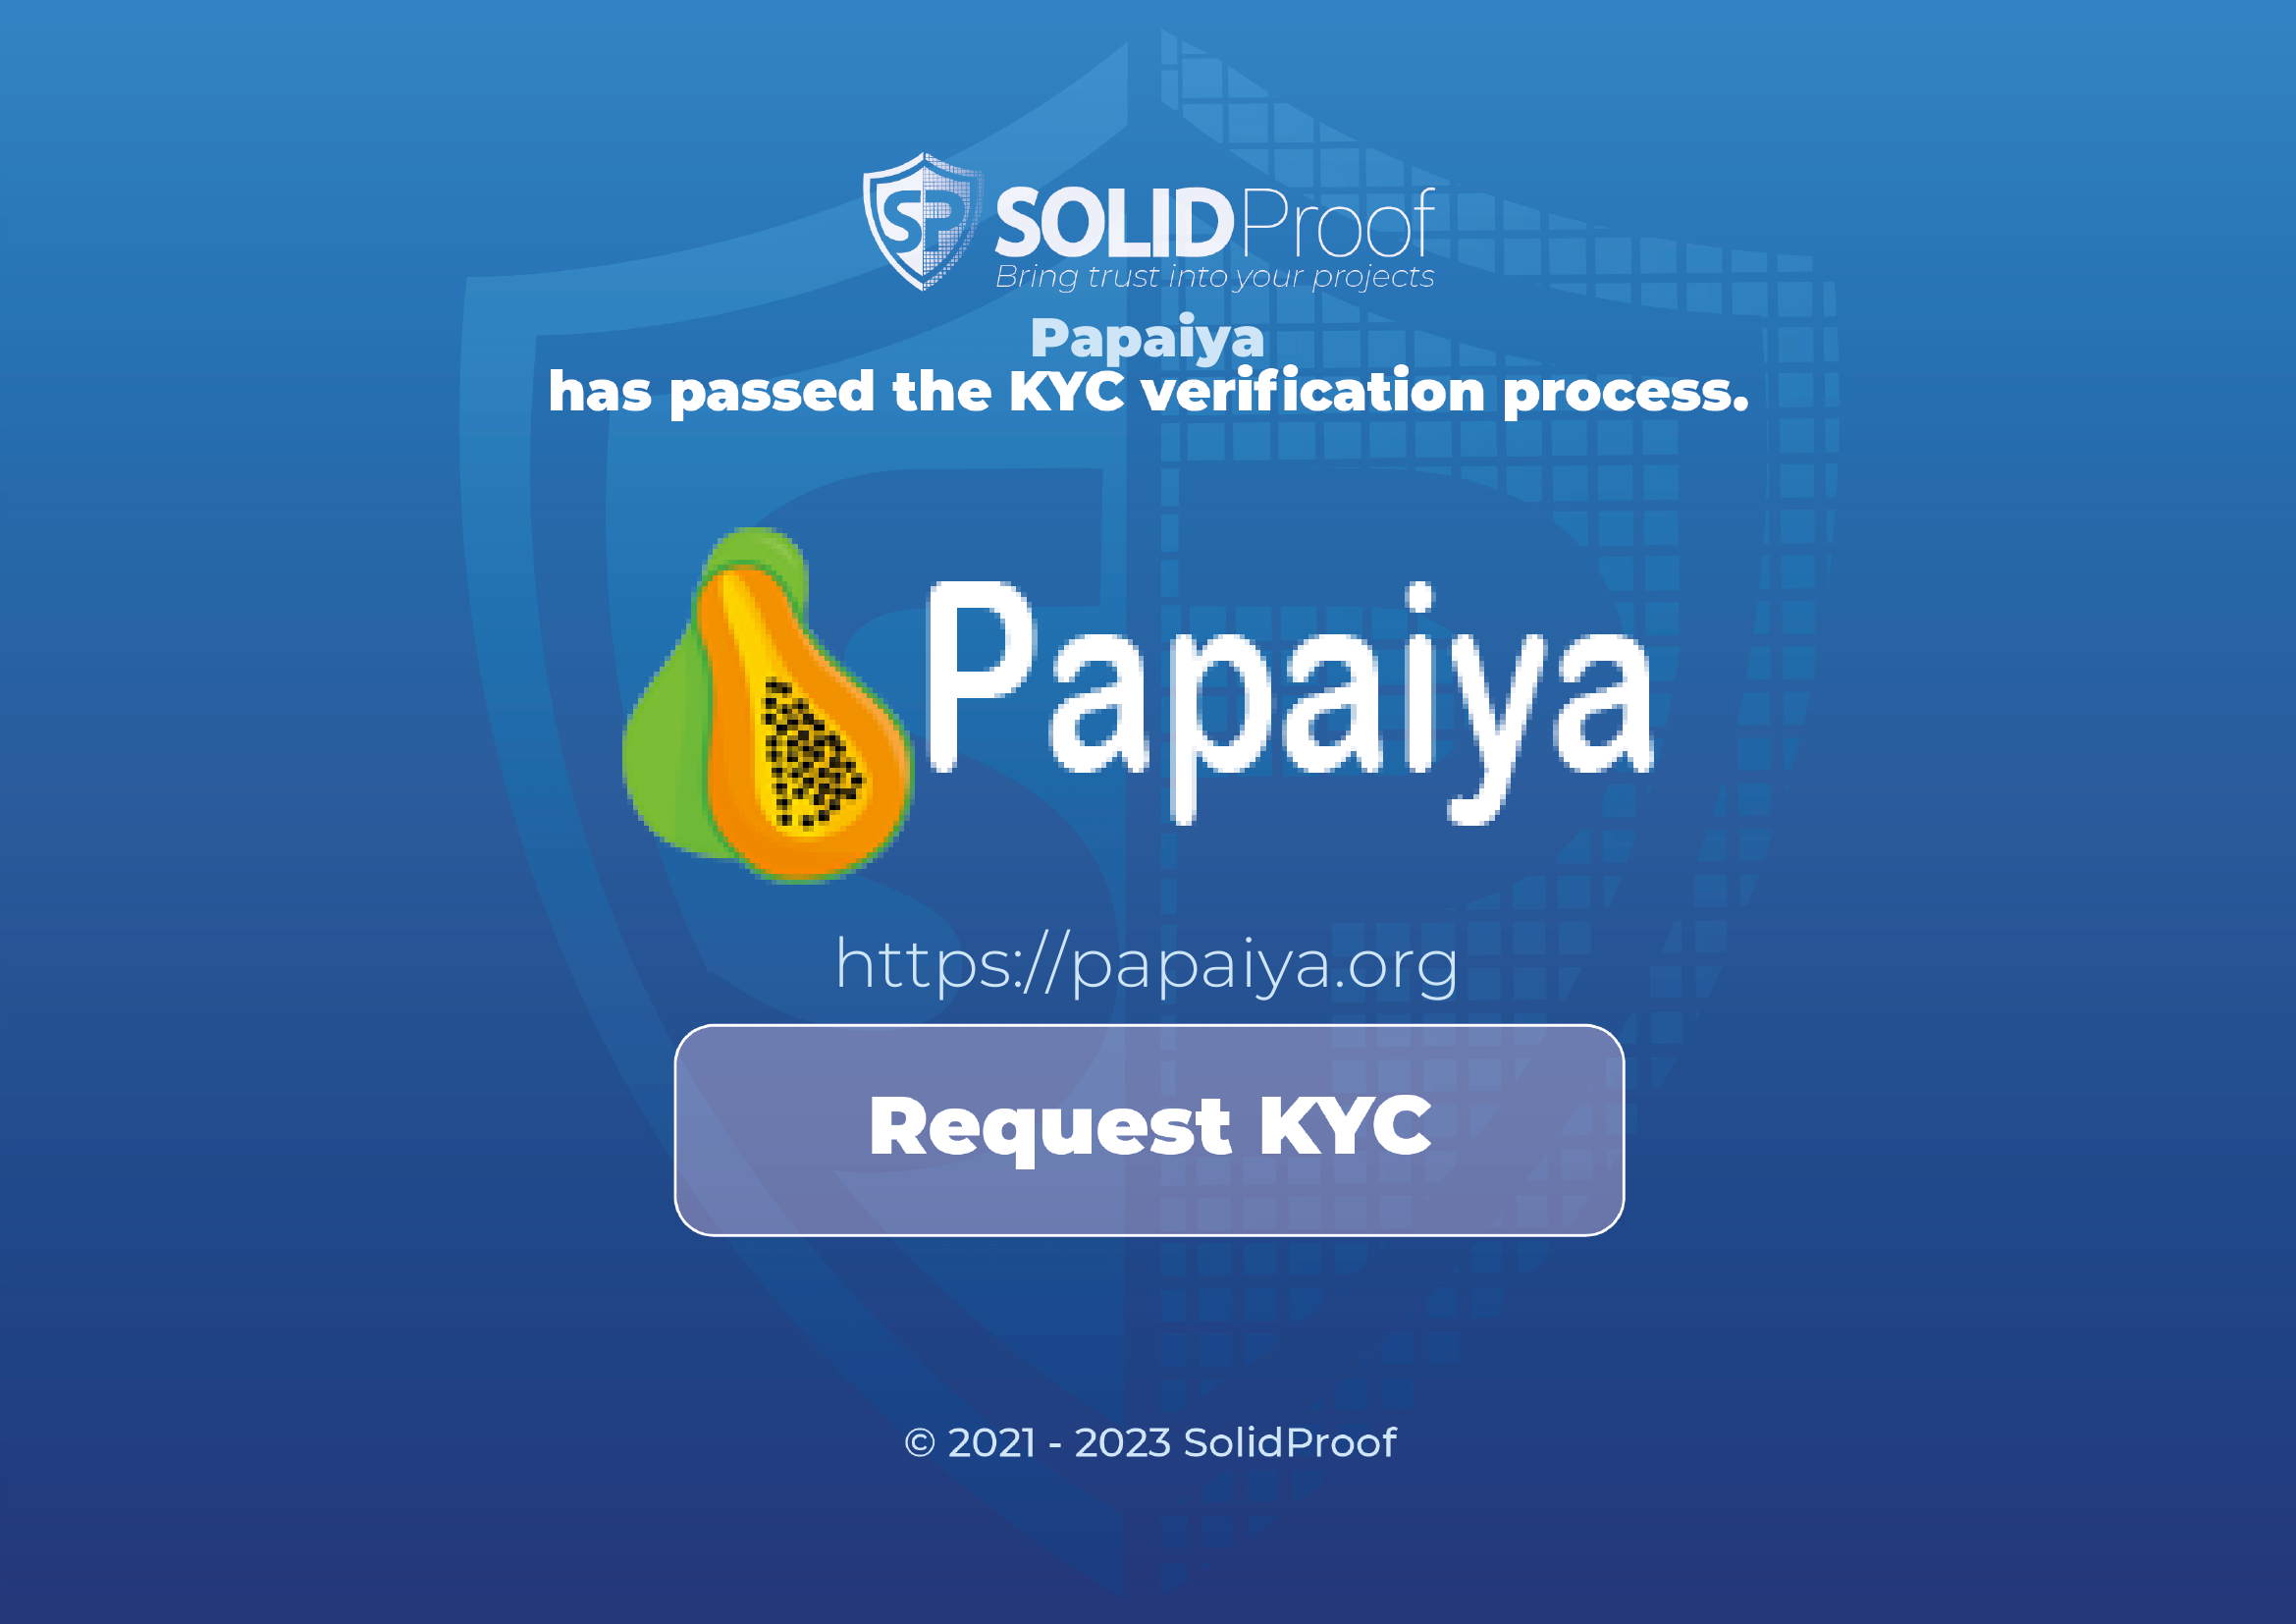 SP
SOLIDProof
Bring trust into your projects
Papaiya
has passed the KYC verification process.
Papaiya
https://papaiya.org
Request KYC
© 2021 - 2023 SolidProof